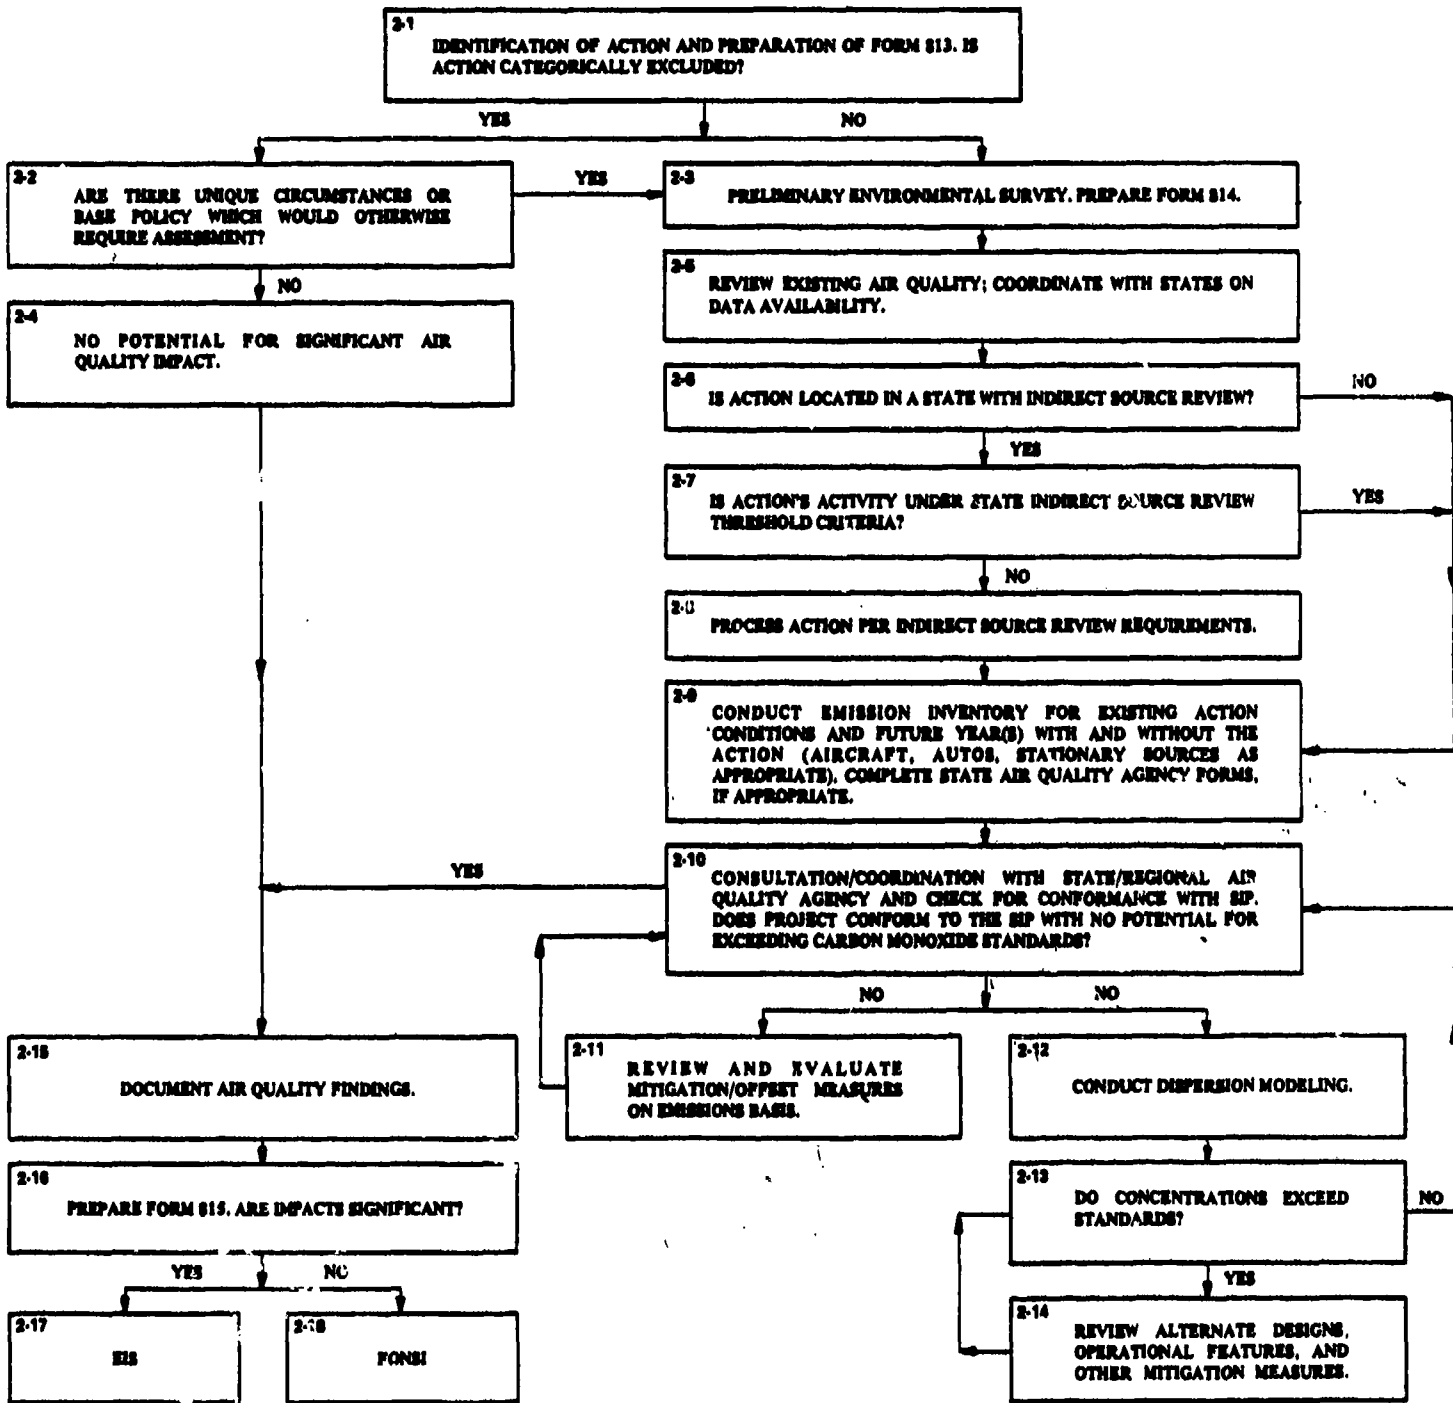 2-1
IDENTIFICATION OF ACTION AND PREPARATION OF FORM 813. IS
ACTION CATEGORICALLY EXCLUDED?
YES
NO
2-2
ARE THERE UNIQUE CIRCUMSTANCES OR
BASE POLICY WHICH WOULD OTHERWISE
REQUIRE ASSESSMENT?
YES
2-3
PRELIMINARY ENVIRONMENTAL SURVEY. PREPARE FORM 814.
NO
2-4
NO POTENTIAL FOR SIGNIFICANT AIR
QUALITY IMPACT.
2-5
REVIEW EXISTING AIR QUALITY; COORDINATE WITH STATES ON
DATA AVAILABILITY.
2-6
IS ACTION LOCATED IN A STATE WITH INDIRECT SOURCE REVIEW?
NO
YES
2-7
IS ACTION'S ACTIVITY UNDER STATE INDIRECT SOURCE REVIEW
THRESHOLD CRITERIA?
YES
NO
2-8
PROCESS ACTION PER INDIRECT SOURCE REVIEW REQUIREMENTS.
2-9
CONDUCT EMISSION INVENTORY FOR EXISTING ACTION
CONDITIONS AND FUTURE YEAR(S) WITH AND WITHOUT THE
ACTION (AIRCRAFT, AUTOS, STATIONARY SOURCES AS
APPROPRIATE). COMPLETE STATE AIR QUALITY AGENCY FORMS,
IF APPROPRIATE.
YES
2-10
CONSULTATION/COORDINATION WITH STATE/REGIONAL AIR
QUALITY AGENCY AND CHECK FOR CONFORMANCE WITH SIP.
DOES PROJECT CONFORM TO THE SIP WITH NO POTENTIAL FOR
EXCEEDING CARBON MONOXIDE STANDARDS?
NO
NO
2-11
REVIEW AND EVALUATE
MITIGATION/OFFSET MEASURES
ON EMISSIONS BASIS.
2-12
CONDUCT DISPERSION MODELING.
2-13
DO CONCENTRATIONS EXCEED
STANDARDS?
NO
YES
2-14
REVIEW ALTERNATE DESIGNS,
OPERATIONAL FEATURES, AND
OTHER MITIGATION MEASURES.
2-15
DOCUMENT AIR QUALITY FINDINGS.
2-16
PREPARE FORM 815. ARE IMPACTS SIGNIFICANT?
YES
NO
2-17
EIS
2-18
FONSI